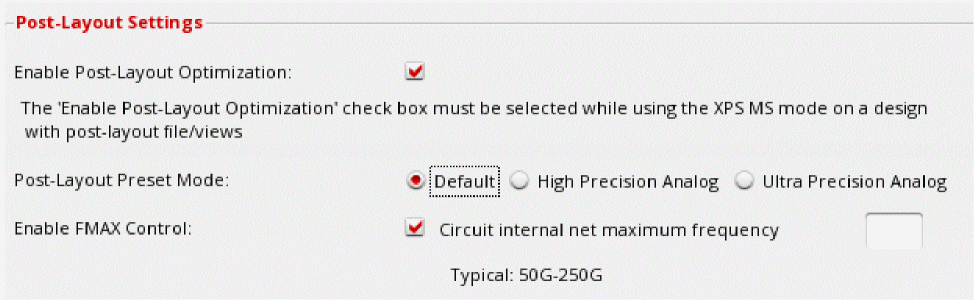 Post-Layout Settings
Enable Post-Layout Optimization:
The 'Enable Post-Layout Optimization' check box must be selected while using the XPS MS mode on a design
with post-layout file/views
Post-Layout Preset Mode: Default High Precision Analog Ultra Precision Analog
Enable FMAX Control: Circuit internal net maximum frequency
Typical: 50G-250G